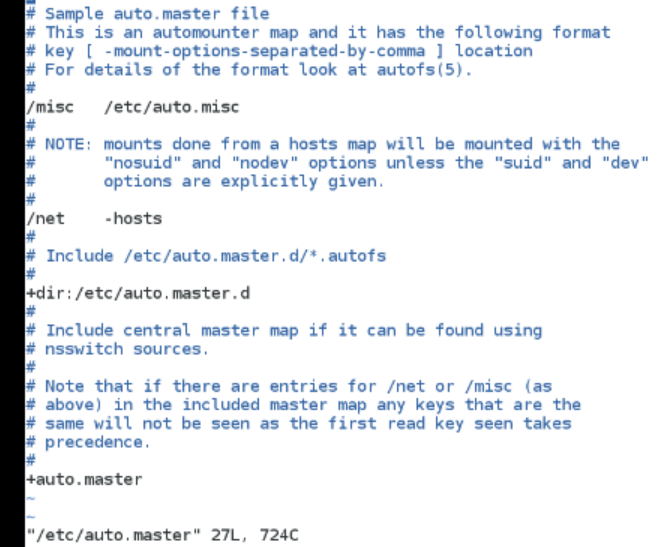 # Sample auto.master file
# This is an automounter map and it has the following format
# key [ -mount-options-separated-by-comma ] location
# For details of the format look at autofs(5).
#
/misc   /etc/auto.misc
#
# NOTE: mounts done from a hosts map will be mounted with the
#       "nosuid" and "nodev" options unless the "suid" and "dev"
#       options are explicitly given.
#
/net    -hosts
#
# Include /etc/auto.master.d/*.autofs
#
+dir:/etc/auto.master.d
#
# Include central master map if it can be found using
# nsswitch sources.
#
# Note that if there are entries for /net or /misc (as
# above) in the included master map any keys that are the
# same will not be seen as the first read key seen takes
# precedence.
#
+auto.master
~
~
"/etc/auto.master" 27L, 724C